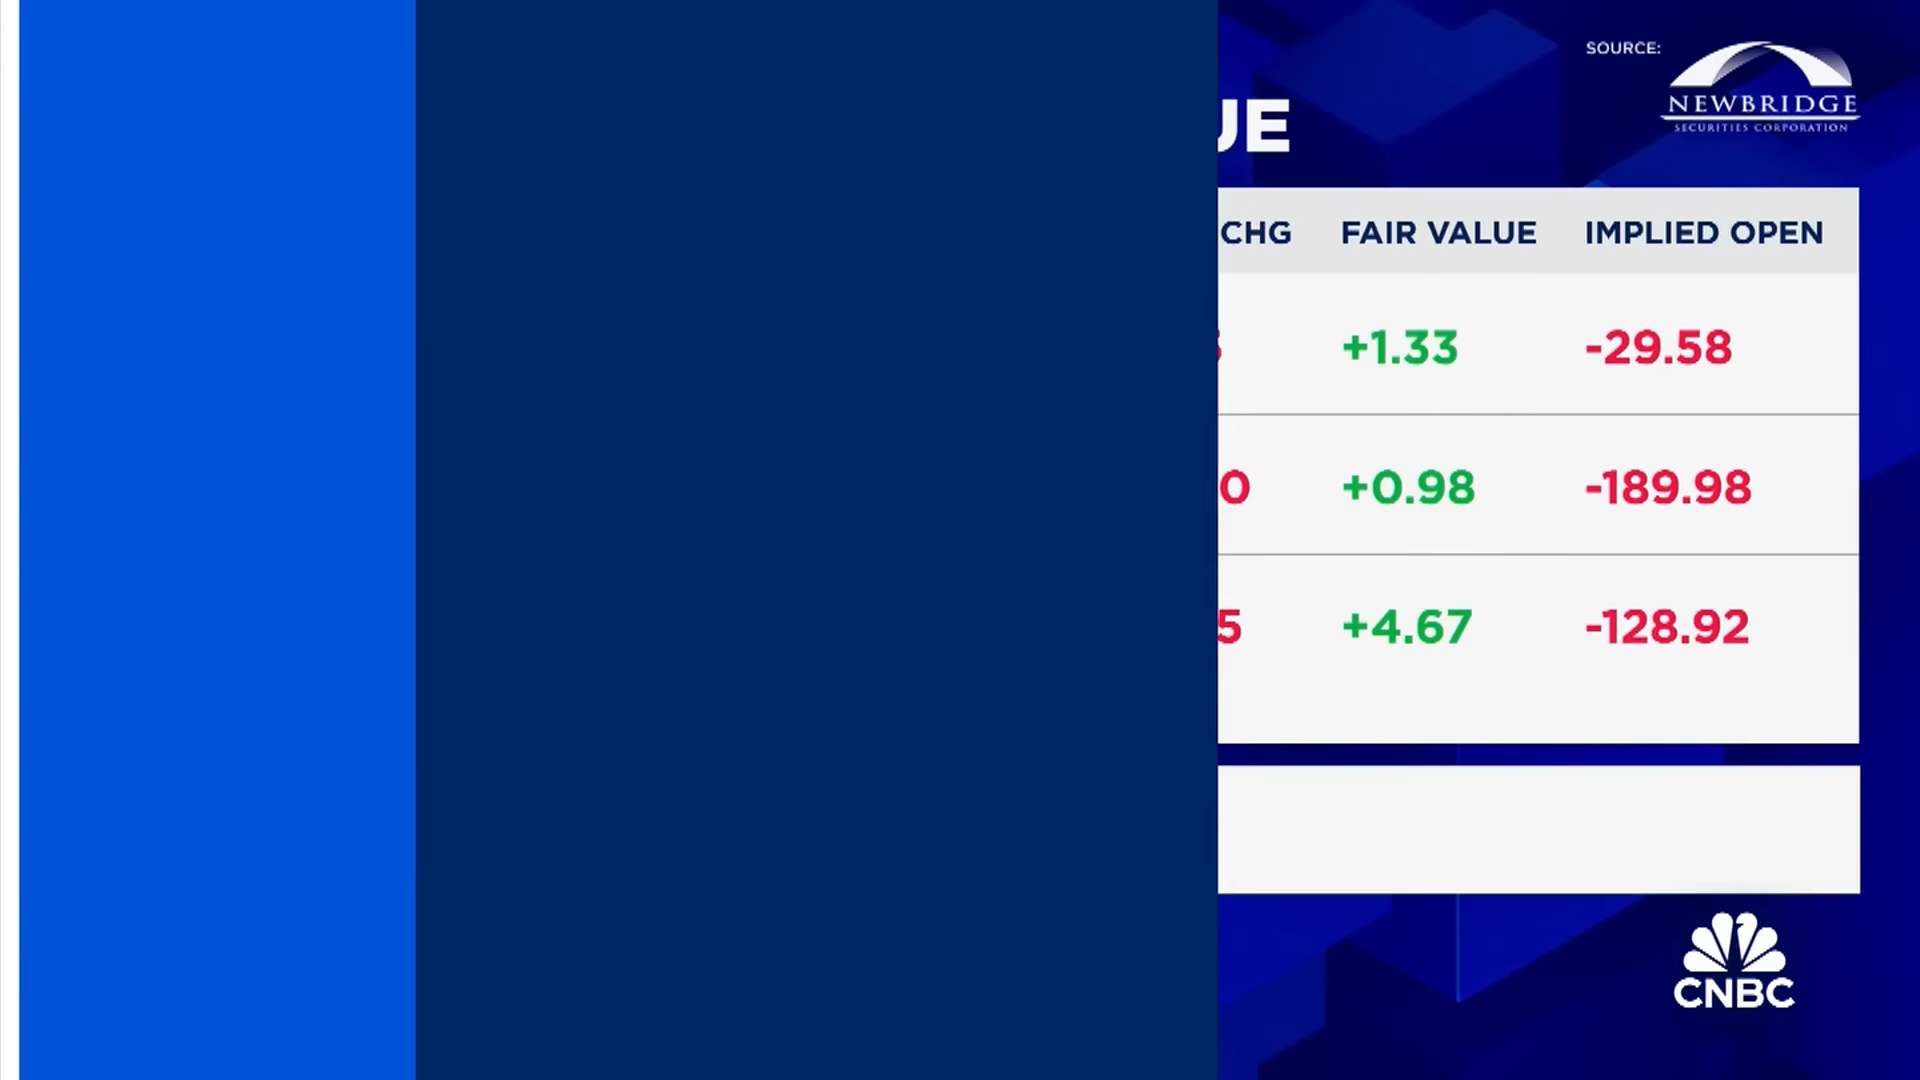 SOURCE:
NEWBRIDGE
SECURITIES CORPORATION
CHG FAIR VALUE IMPLIED OPEN
+1.33 -29.58
0 +0.98 -189.98
5 +4.67 -128.92
CNBC